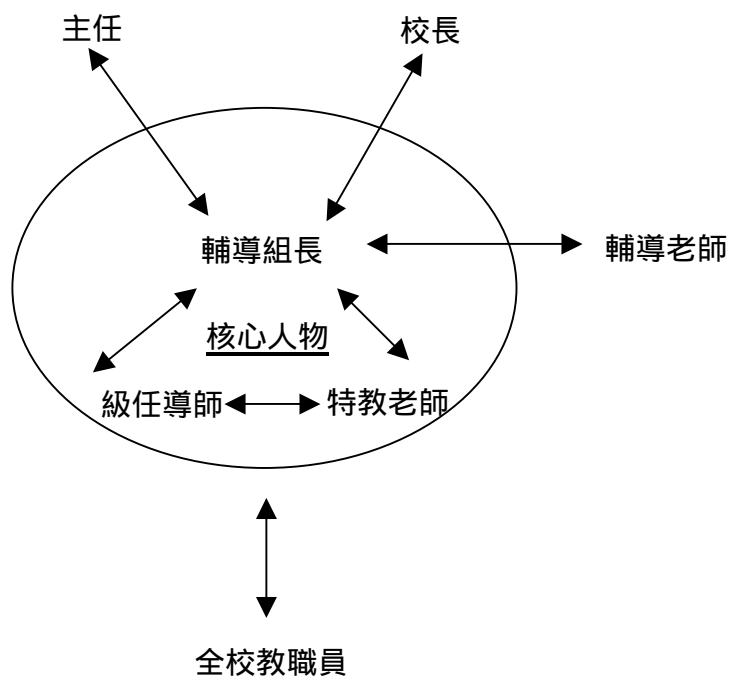 主任
校長
輔導組長
輔導老師
核心人物
級任導師
特教老師
全校教職員